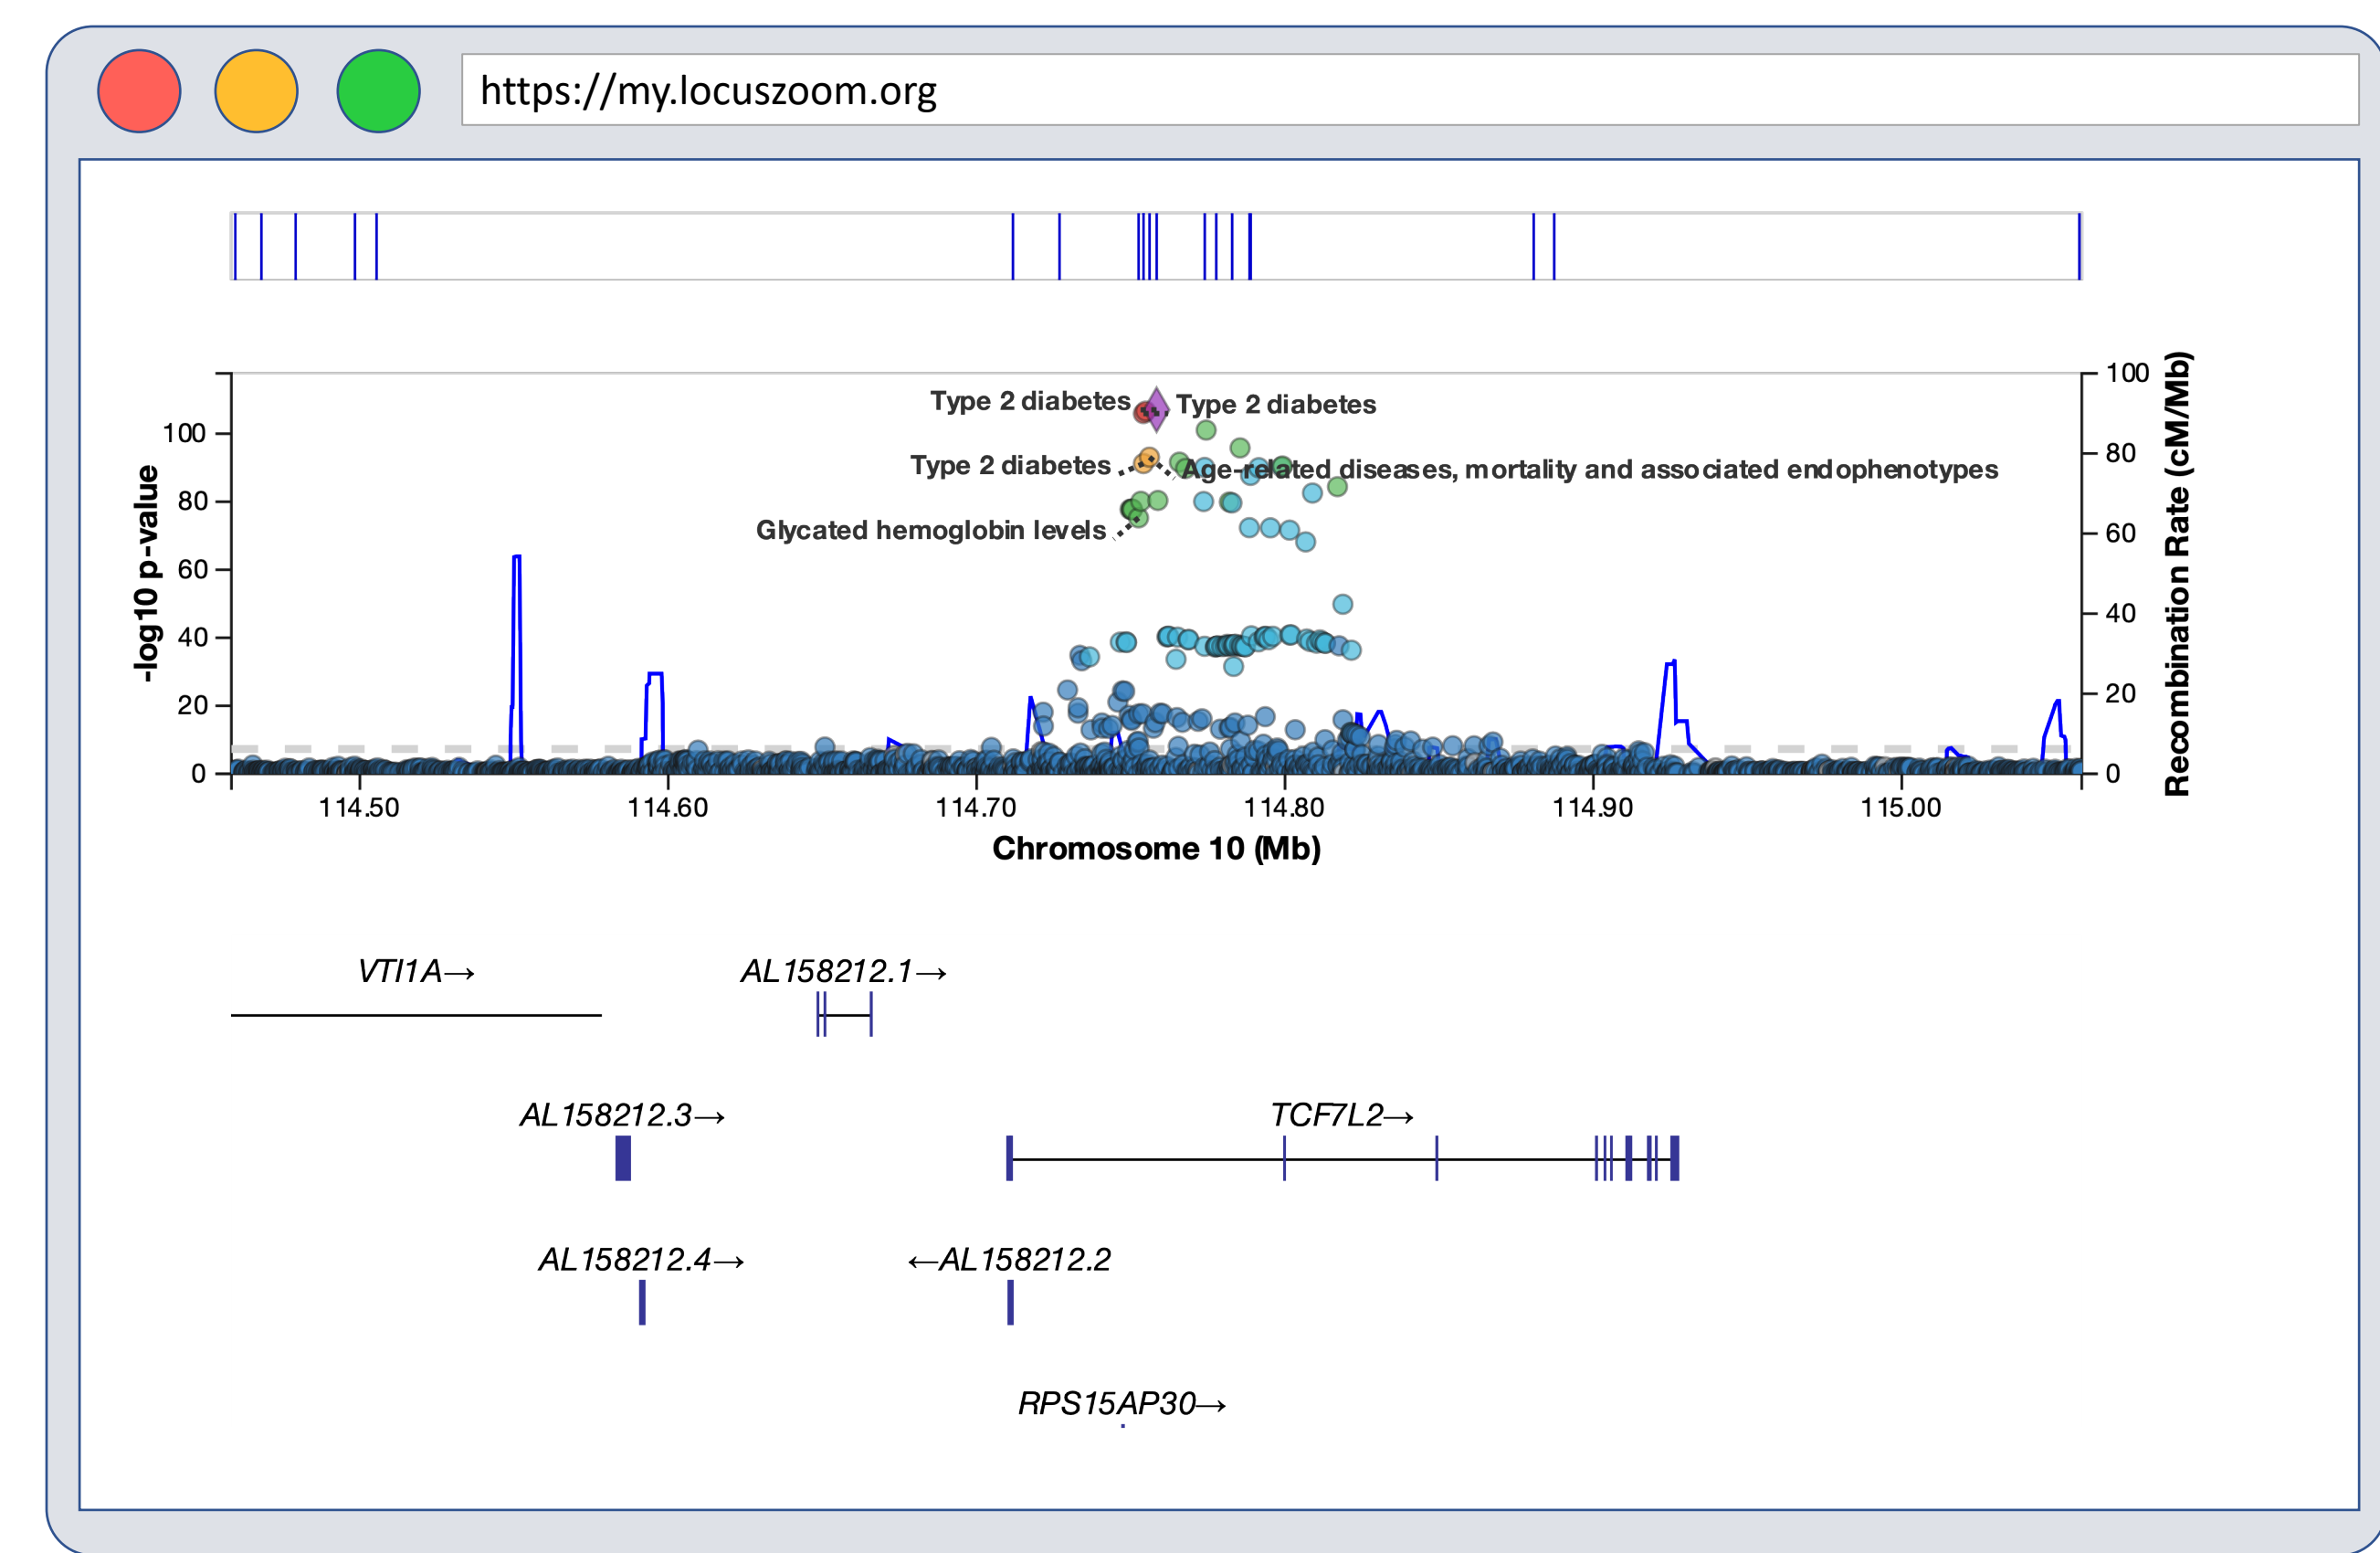 https://my.locuszoom.org
Type 2 diabetes
Type 2 diabetes
Type 2 diabetes
Age-related diseases, mortality and associated endophenotypes
Glycated hemoglobin levels
-log10 p-value
100
80
60
40
20
0
Recombination Rate (cM/Mb)
100
80
60
40
20
0
114.50 114.60 114.70 114.80 114.90 115.00
Chromosome 10 (Mb)
VTI1A→ AL158212.1→
AL158212.3→ TCF7L2→
AL158212.4→ ←AL158212.2
RPS15AP30→